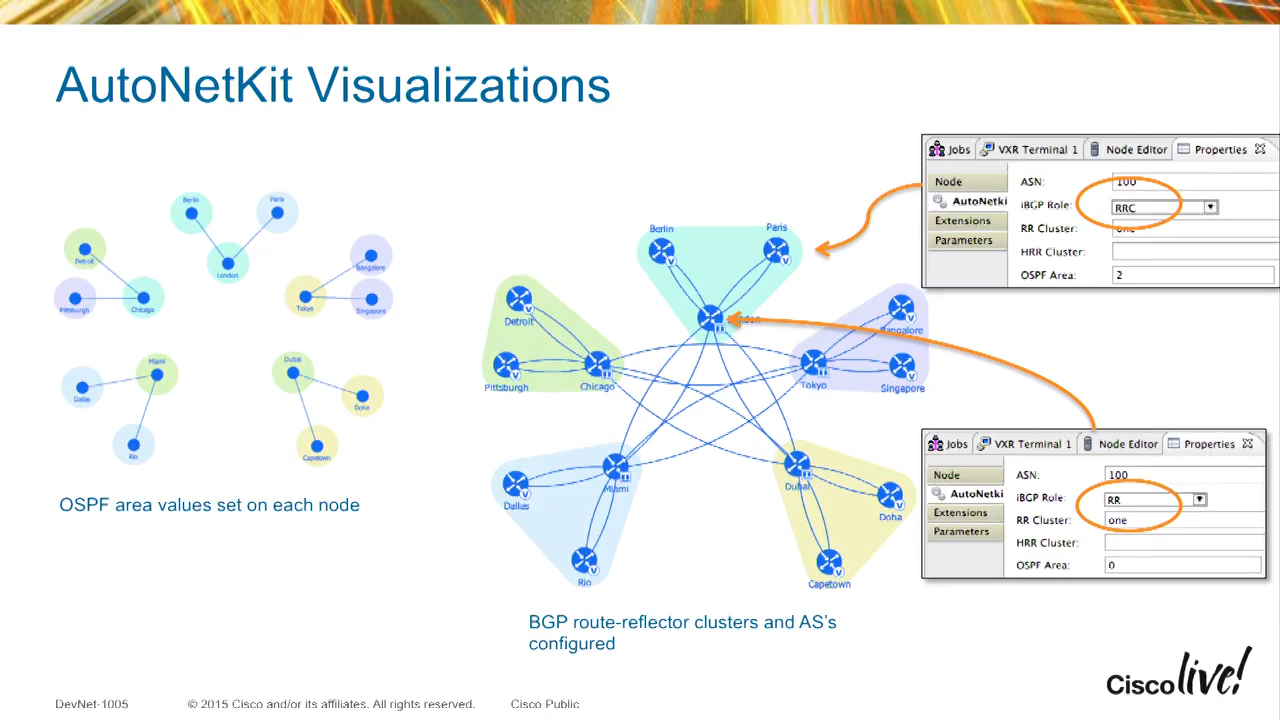 AutoNetKit Visualizations
Berlin
Paris
London
Detroit
Pittsburgh
Chicago
Bangalore
Tokyo
Singapore
Miami
Dallas
Rio
Dubai
Doha
Capetown
OSPF area values set on each node
Berlin
Paris
Detroit
Pittsburgh
Chicago
Bangalore
Tokyo
Singapore
Miami
Dallas
Rio
Dubai
Doha
Capetown
BGP route-reflector clusters and AS's
configured
Jobs VXR Terminal 1 Node Editor Properties
Node ASN: 100
AutoNetki iBGP Role: RRC
Extensions RR Cluster: one
Parameters HRR Cluster:
OSPF Area: 2
Jobs VXR Terminal 1 Node Editor Properties
Node ASN: 100
AutoNetki iBGP Role: RR
Extensions RR Cluster: one
Parameters HRR Cluster:
OSPF Area: 0
Cisco live!
DevNet-1005 © 2015 Cisco and/or its affiliates. All rights reserved. Cisco Public